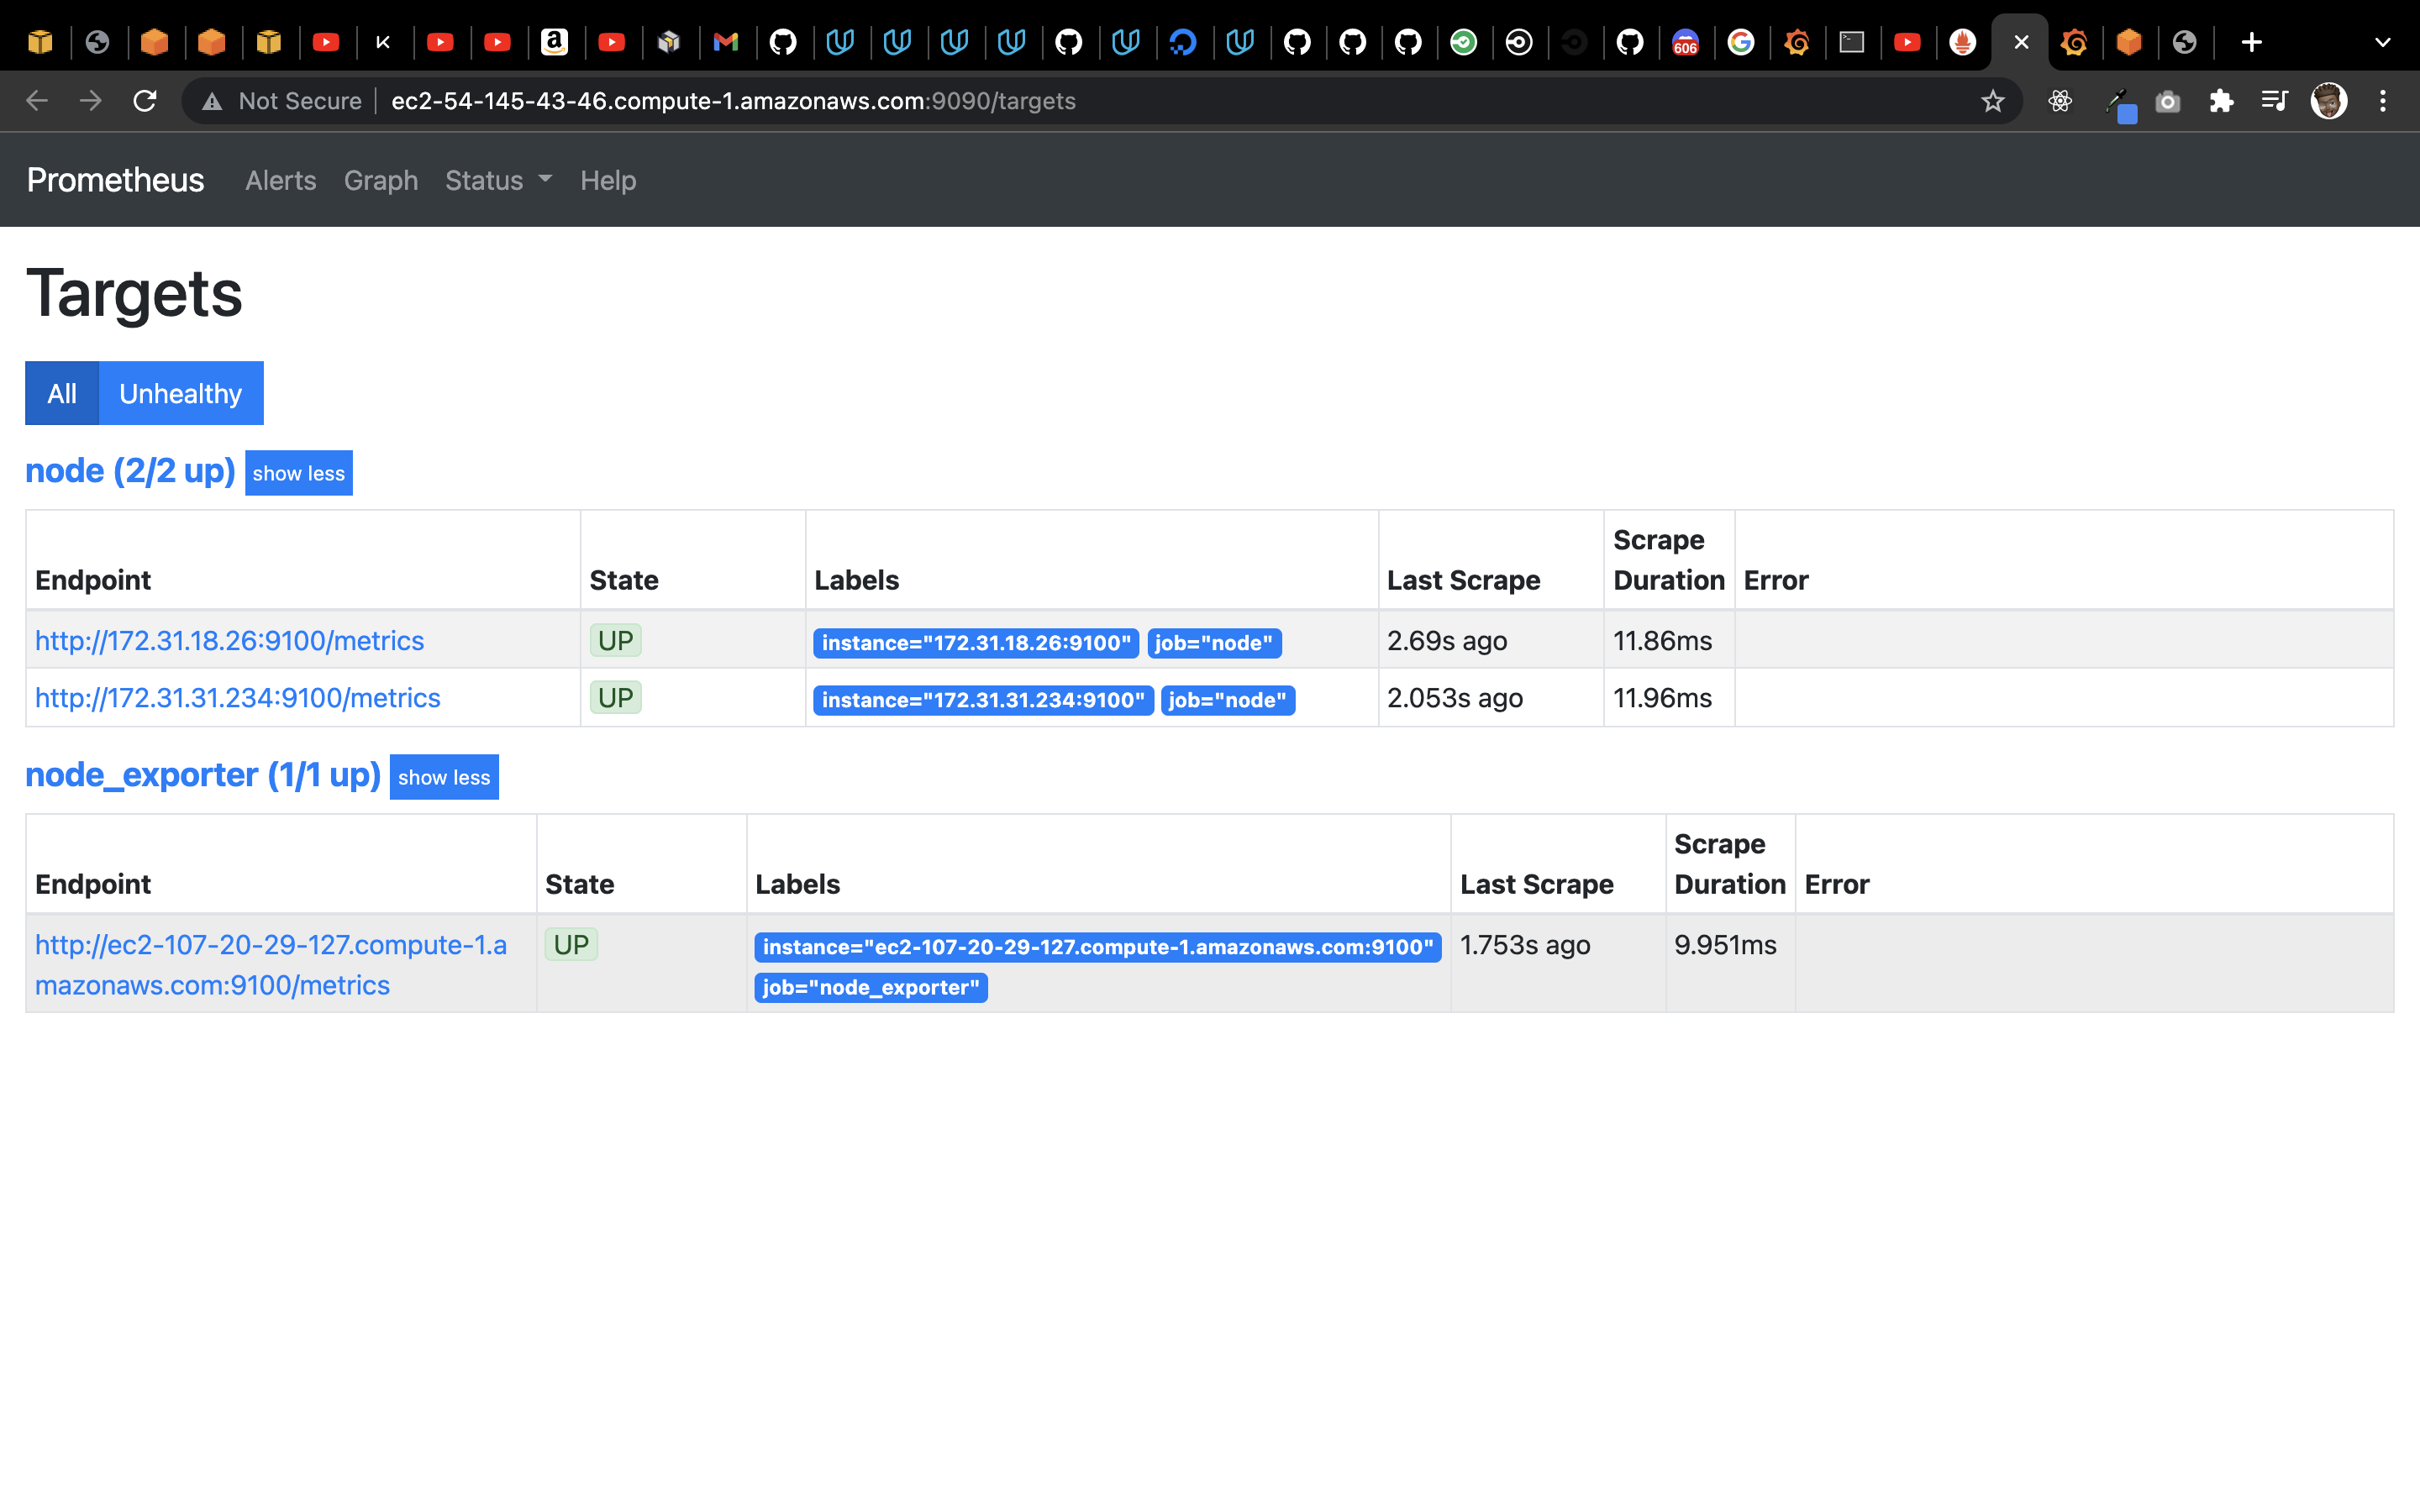 606
Not Secure ec2-54-145-43-46.compute-1.amazonaws.com:9090/targets
Prometheus Alerts Graph Status Help
Targets
All Unhealthy
node (2/2 up) show less
Endpoint State Labels Last Scrape Scrape Duration Error
http://172.31.18.26:9100/metrics UP instance="172.31.18.26:9100" job="node" 2.69s ago 11.86ms
http://172.31.31.234:9100/metrics UP instance="172.31.31.234:9100" job="node" 2.053s ago 11.96ms
node_exporter (1/1 up) show less
Endpoint State Labels Last Scrape Scrape Duration Error
http://ec2-107-20-29-127.compute-1.a UP instance="ec2-107-20-29-127.compute-1.amazonaws.com:9100" 1.753s ago 9.951ms
mazonaws.com:9100/metrics job="node_exporter"